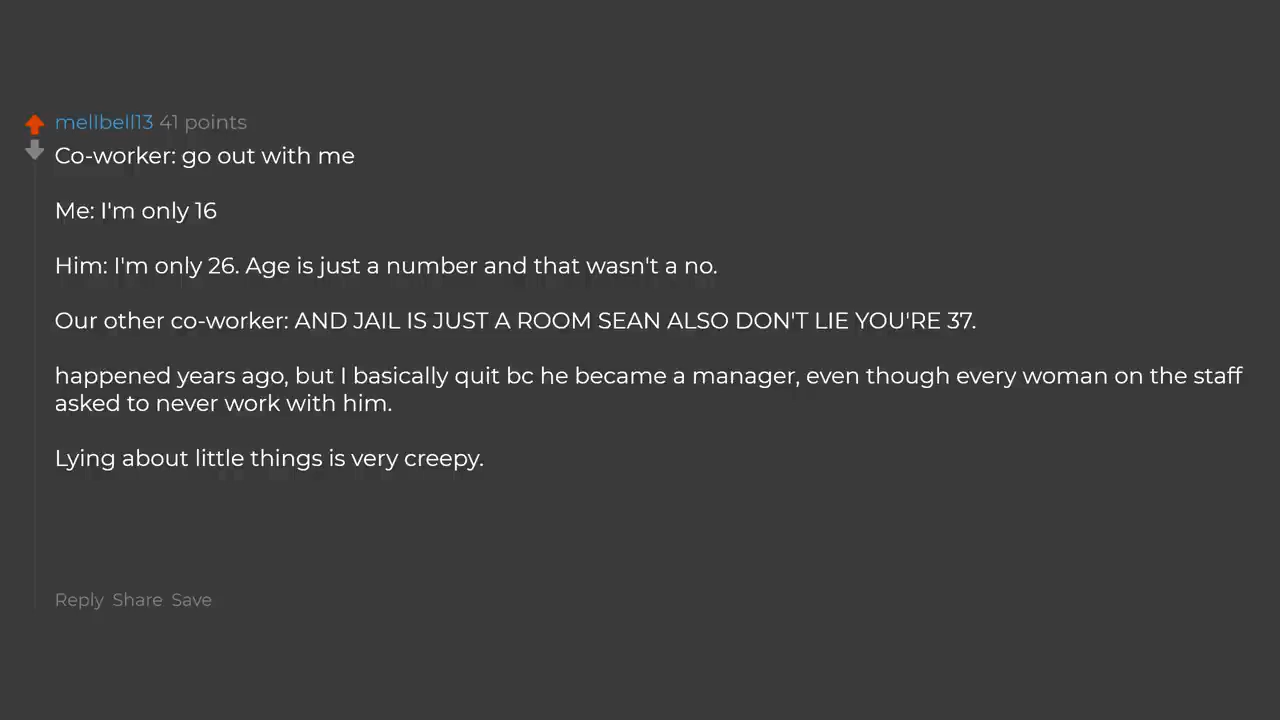 mellbell13 41 points
Co-worker: go out with me
Me: I'm only 16
Him: I'm only 26. Age is just a number and that wasn't a no.
Our other co-worker: AND JAIL IS JUST A ROOM SEAN ALSO DON'T LIE YOU'RE 37.
happened years ago, but I basically quit bc he became a manager, even though every woman on the staff
asked to never work with him.
Lying about little things is very creepy.
Reply Share Save